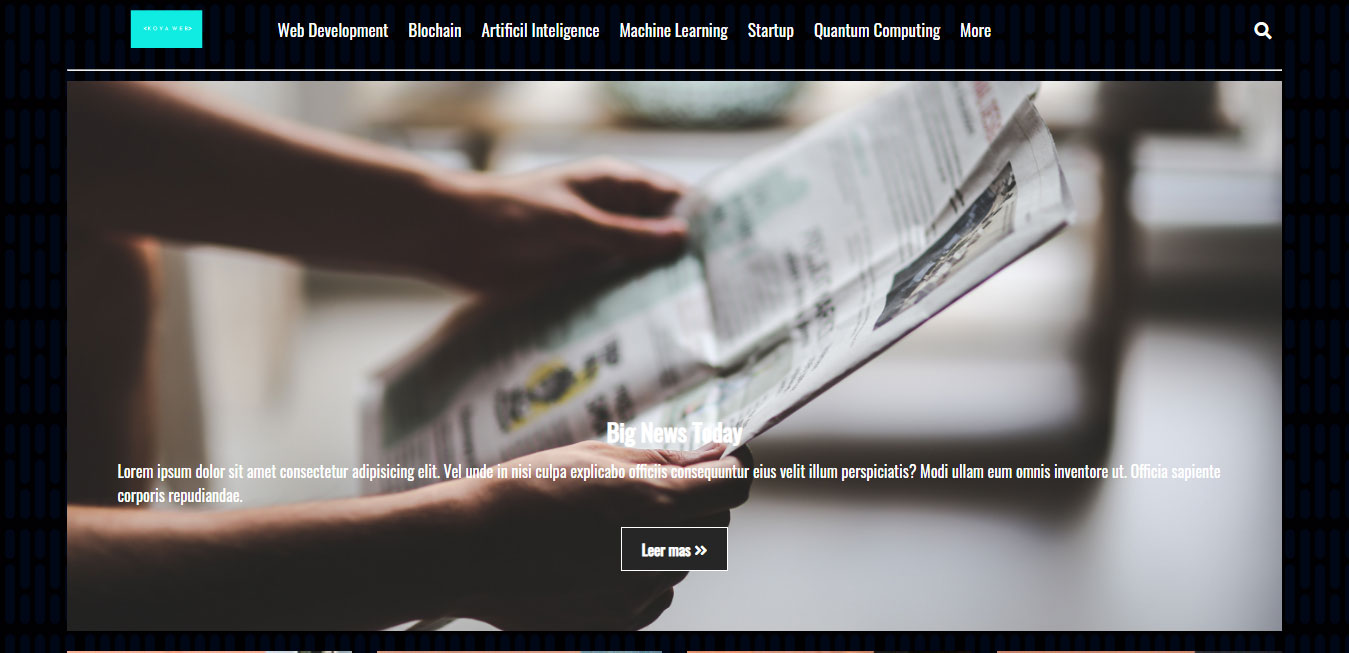 <KOYA WEB>
Web Development Blochain Artificil Inteligence Machine Learning Startup Quantum Computing More
Big News Today
Lorem ipsum dolor sit amet consectetur adipisicing elit. Vel unde in nisi culpa explicabo officiis consequuntur eius velit illum perspiciatis? Modi ullam eum omnis inventore ut. Officia sapiente
corporis repudiandae.
Leer mas »